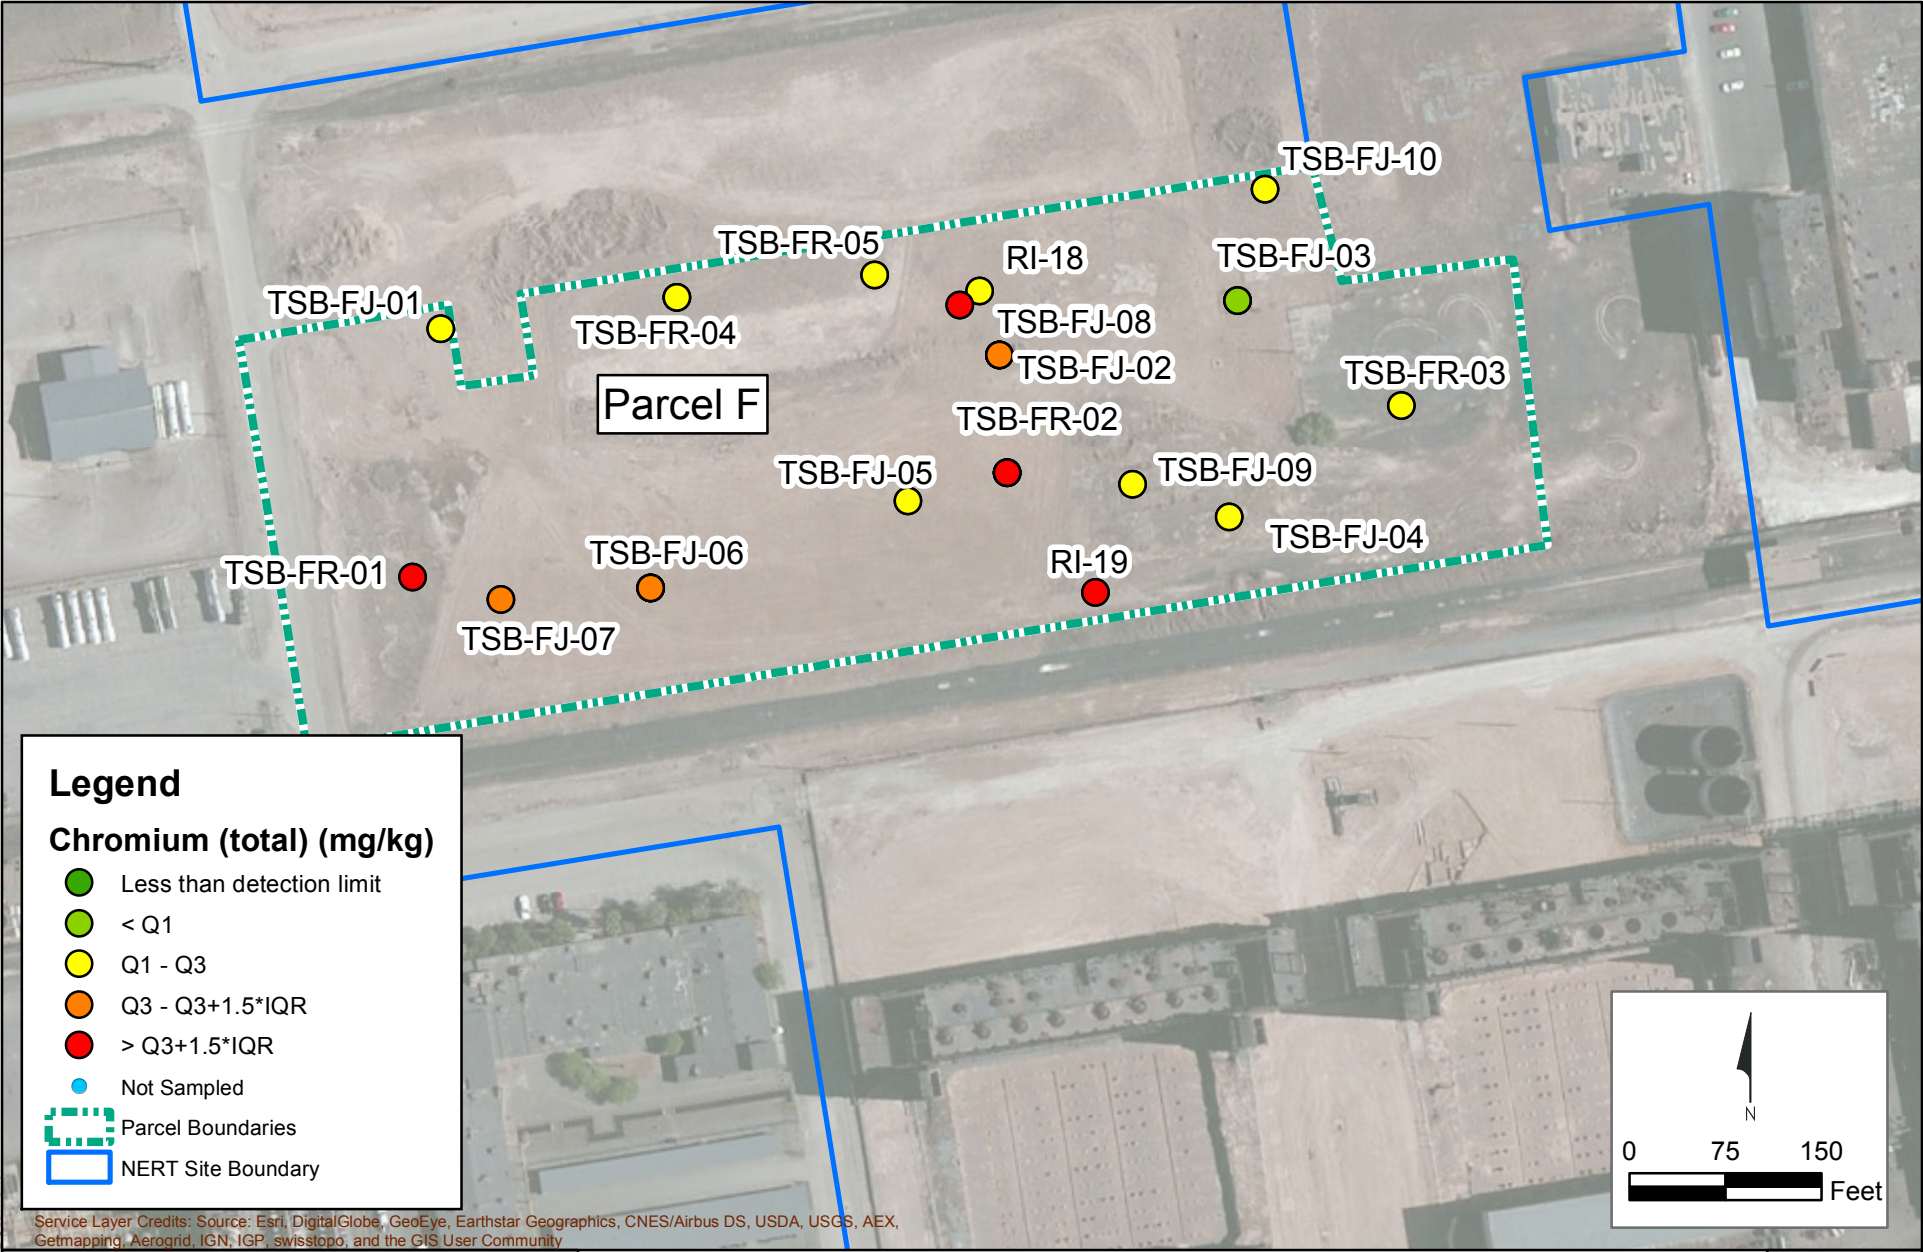 TSB-FJ-10
TSB-FR-05
RI-18
TSB-FJ-03
TSB-FJ-01
TSB-FR-04
TSB-FJ-08
TSB-FJ-02
TSB-FR-03
Parcel F
TSB-FR-02
TSB-FJ-05
TSB-FJ-09
TSB-FJ-04
TSB-FR-01
TSB-FJ-06
RI-19
TSB-FJ-07
Legend
Chromium (total) (mg/kg)
Less than detection limit
< Q1
Q1 - Q3
Q3 - Q3+1.5*IQR
> Q3+1.5*IQR
Not Sampled
Parcel Boundaries
NERT Site Boundary
N
0 75 150
Feet
Service Layer Credits: Source: Esri, DigitalGlobe, GeoEye, Earthstar Geographics, CNES/Airbus DS, USDA, USGS, AEX,
Getmapping, Aerogrid, IGN, IGP, swisstopo, and the GIS User Community